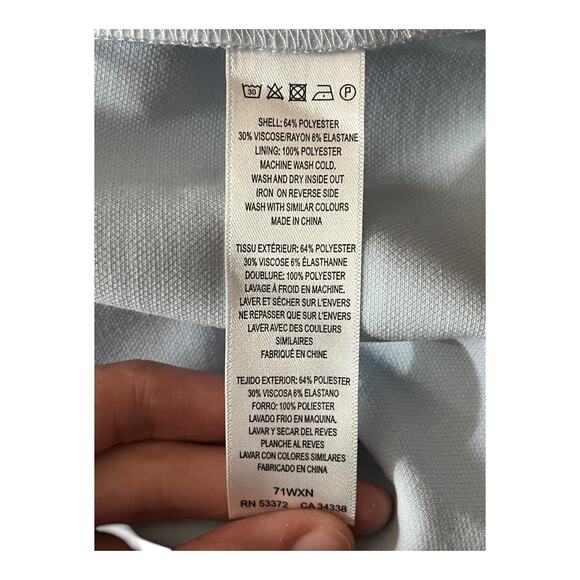 30 P
SHELL: 64% POLYESTER
30% VISCOSE/RAYON 6% ELASTANE
LINING: 100% POLYESTER
MACHINE WASH COLD.
WASH AND DRY INSIDE OUT
IRON ON REVERSE SIDE
WASH WITH SIMILAR COLOURS
MADE IN CHINA
TISSU EXTÉRIEUR: 64% POLYESTER
30% VISCOSE 6% ÉLASTHANNE
DOUBLURE: 100% POLYESTER
LAVAGE À FROID EN MACHINE.
LAVER ET SÉCHER SUR L'ENVERS
NE REPASSER QUE SUR L'ENVERS
LAVER AVEC DES COULEURS
SIMILAIRES
FABRIQUÉ EN CHINE
TEJIDO EXTERIOR: 64% POLIESTER
30% VISCOSA 6% ELASTANO
FORRO: 100% POLIESTER
LAVADO FRIO EN MAQUINA.
LAVAR Y SECAR DEL REVES
PLANCHE AL REVES
LAVAR CON COLORES SIMILARES
FABRICADO EN CHINA
71WXN
RN 53372 CA 34338